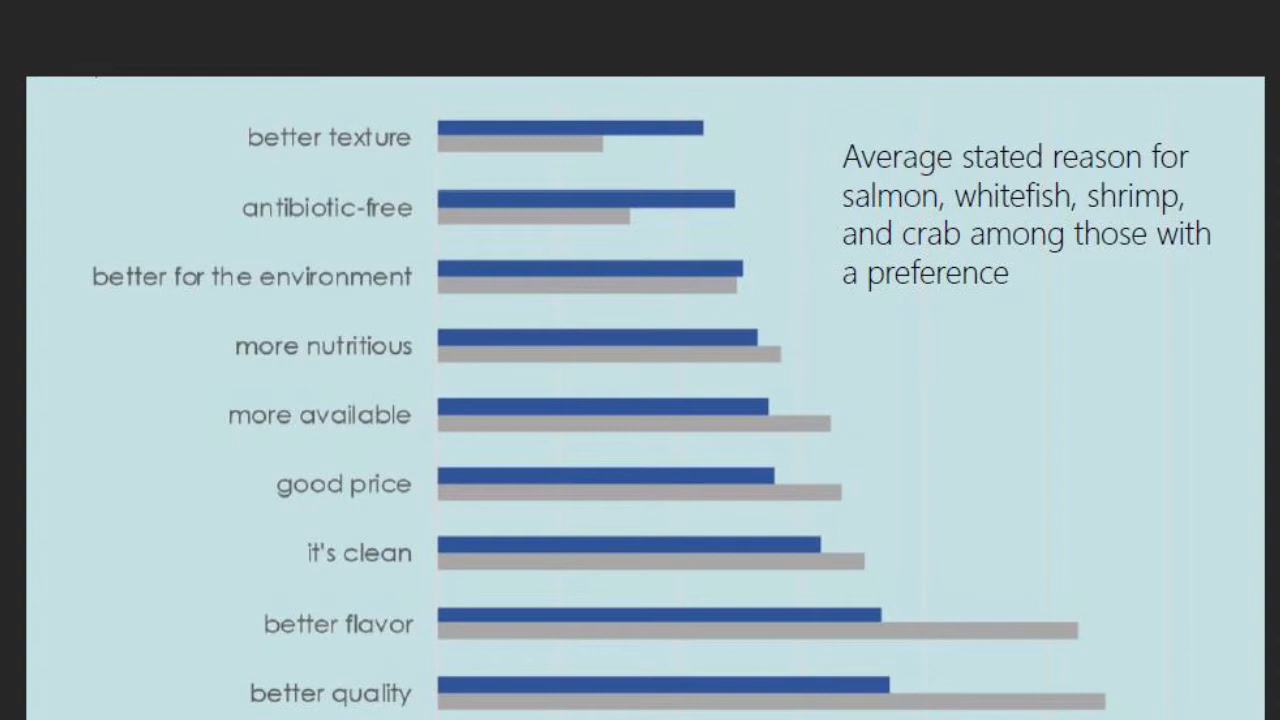 better texture
antibiotic-free
better for the environment
more nutritious
more available
good price
it's clean
better flavor
better quality
Average stated reason for
salmon, whitefish, shrimp,
and crab among those with
a preference